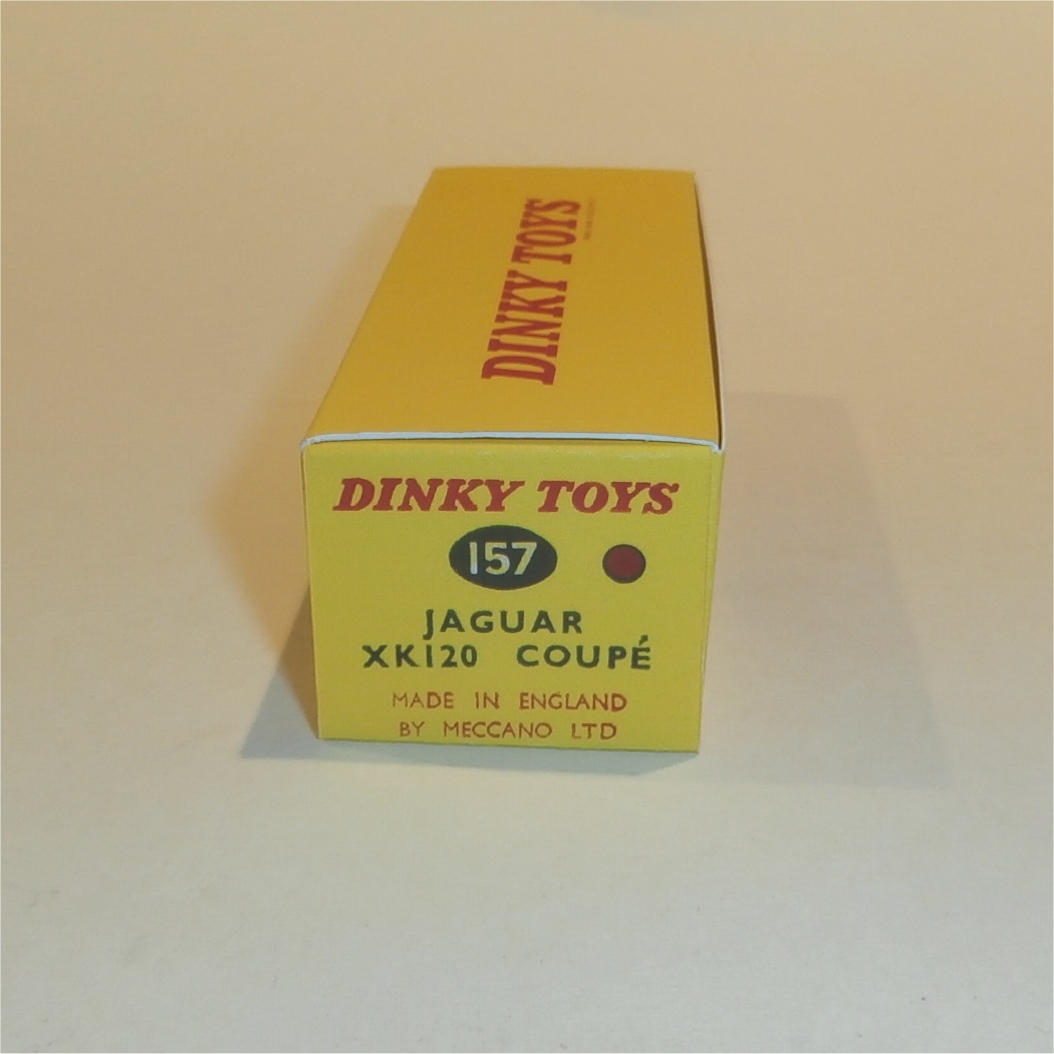 DINKY TOYS
DINKY TOYS
157
JAGUAR
XK120 COUPÉ
MADE IN ENGLAND
BY MECCANO LTD